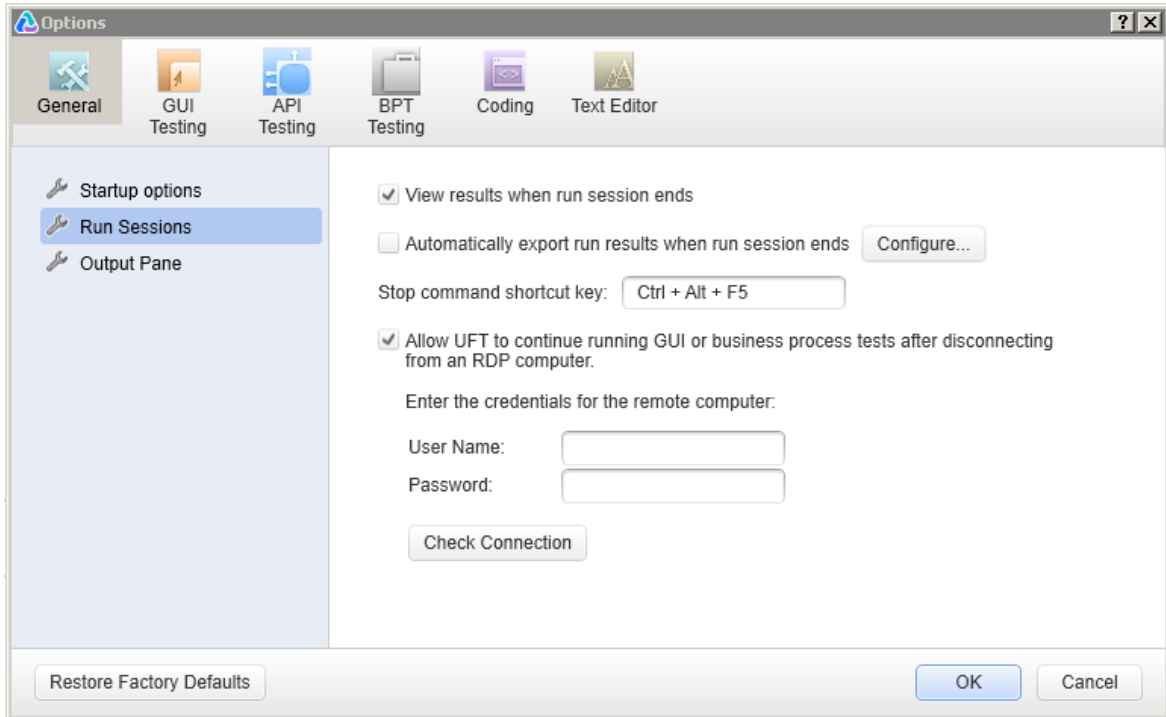 Options
General
GUI
Testing
API
Testing
BPT
Testing
Coding
Text Editor
Startup options
Run Sessions
Output Pane
View results when run session ends
Automatically export run results when run session ends
Configure...
Stop command shortcut key:
Ctrl + Alt + F5
Allow UFT to continue running GUI or business process tests after disconnecting
from an RDP computer.
Enter the credentials for the remote computer:
User Name:
Password:
Check Connection
Restore Factory Defaults
OK
Cancel